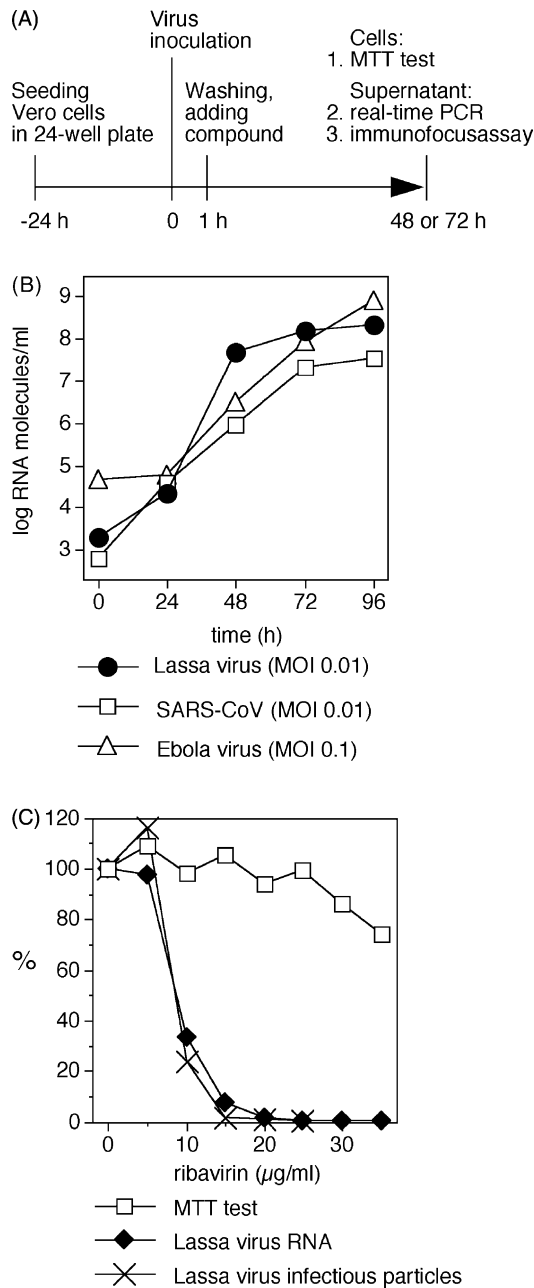 (A)
Virus
inoculation
Cells:
1. MTT test
Seeding
Vero cells
in 24-well plate
Washing,
adding
compound
Supernatant:
2. real-time PCR
3. immunofocusassay
-24 h
0
1 h
48 or 72 h
(B)
9
8
7
6
5
4
3
log RNA molecules/ml
0 24 48 72 96
time (h)
Lassa virus (MOI 0.01)
SARS-CoV (MOI 0.01)
Ebola virus (MOI 0.1)
(C)
120
100
80
60
40
20
0
%
0 10 20 30
ribavirin (µg/ml)
MTT test
Lassa virus RNA
Lassa virus infectious particles